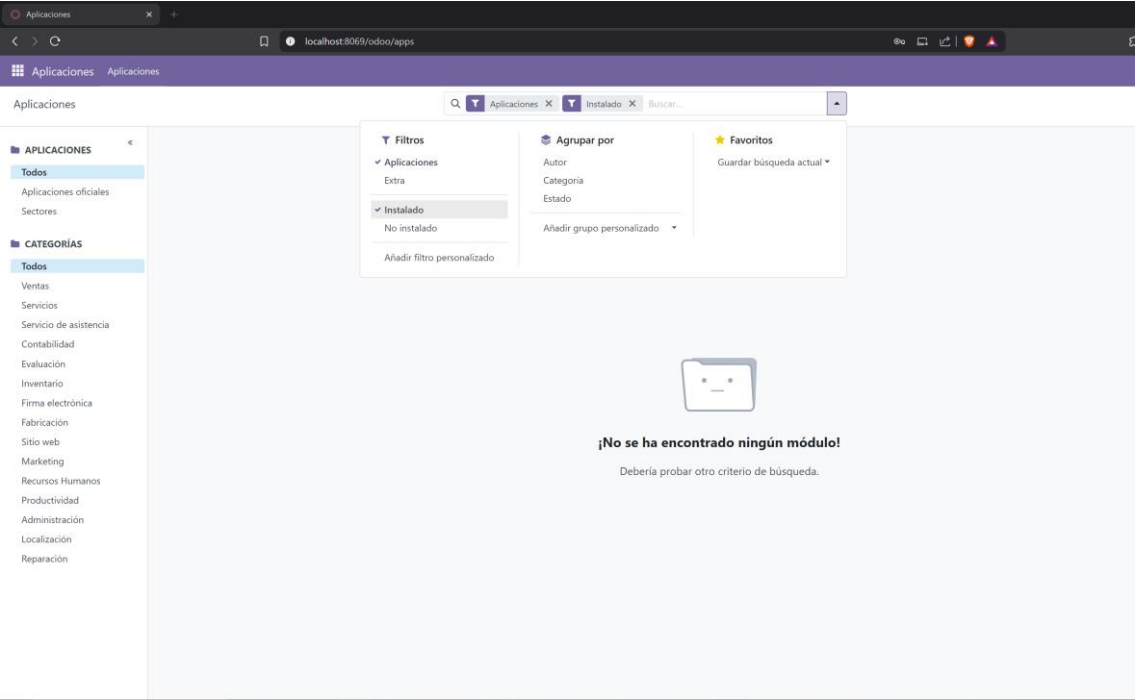 Aplicaciones
localhost:8069/odoo/apps
Aplicaciones Aplicaciones
Aplicaciones
Aplicaciones Instalado Buscar...
APLICACIONES
Todos
Aplicaciones oficiales
Sectores
CATEGORÍAS
Todos
Ventas
Servicios
Servicio de asistencia
Contabilidad
Evaluación
Inventario
Firma electrónica
Fabricación
Sitio web
Marketing
Recursos Humanos
Productividad
Administración
Localización
Reparación
Filtros
Aplicaciones
Extra
Instalado
No instalado
Añadir filtro personalizado
Agrupar por
Autor
Categoría
Estado
Añadir grupo personalizado
Favoritos
Guardar búsqueda actual
¡No se ha encontrado ningún módulo!
Debería probar otro criterio de búsqueda.